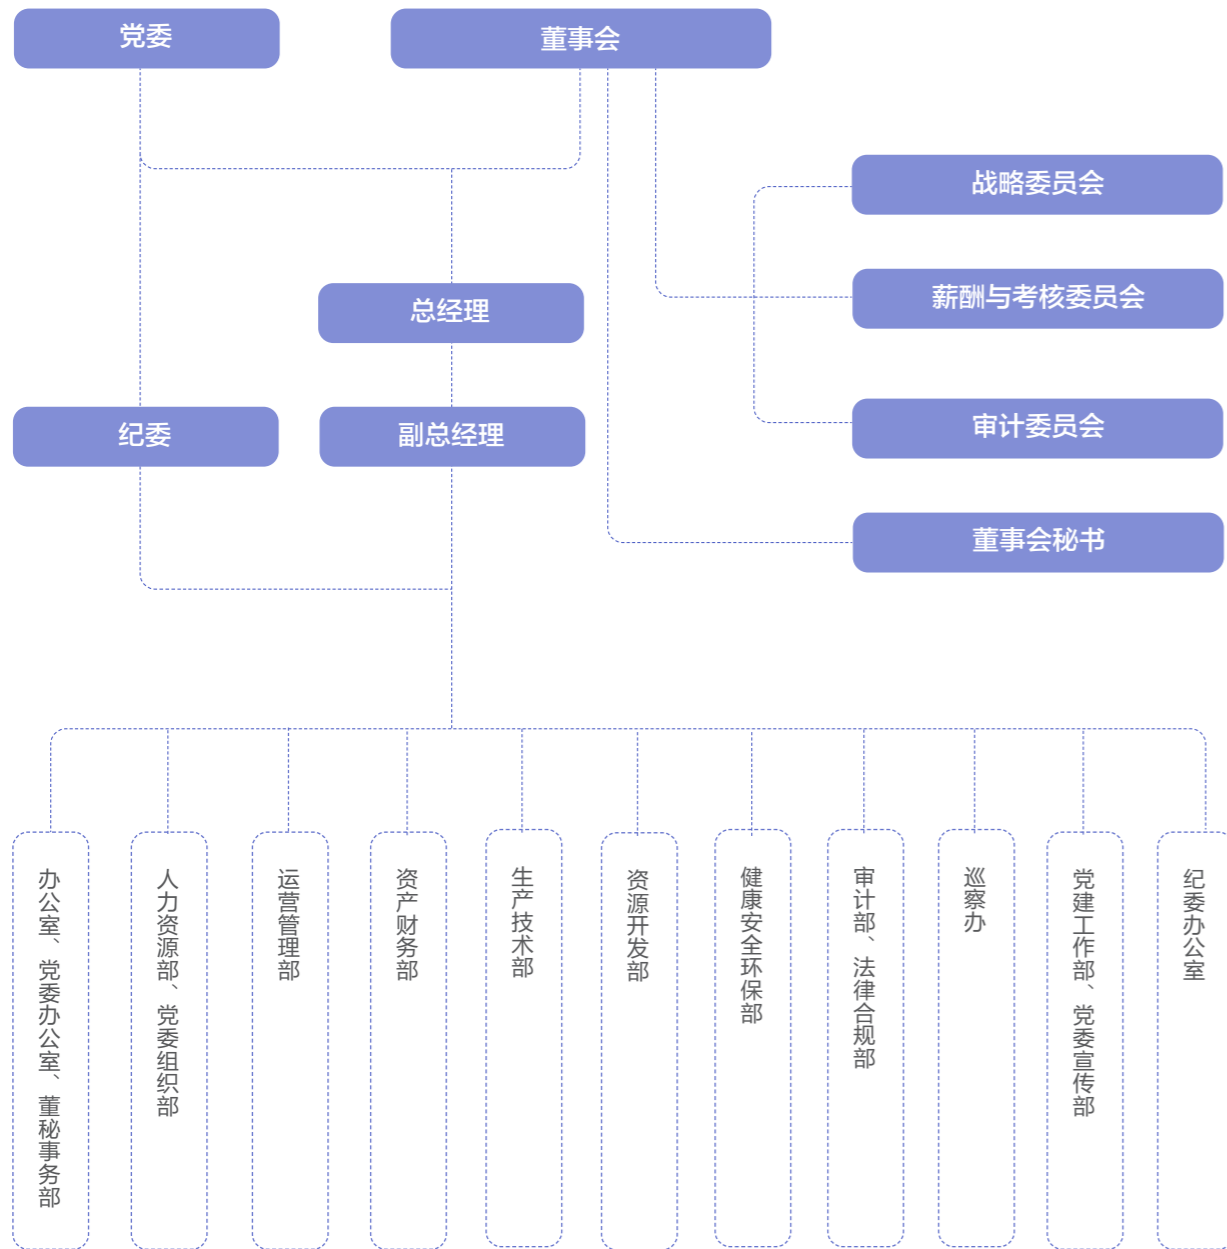 党委
董事会
战略委员会
薪酬与考核委员会
总经理
纪委
副总经理
审计委员会
董事会秘书
办公室、党委办公室、董秘事务部
人力资源部、党委组织部
运营管理部
资产财务部
生产技术部
资源开发部
健康安全环保部
审计部、法律合规部
巡察办
党建工作部、党委宣传部
纪委办公室